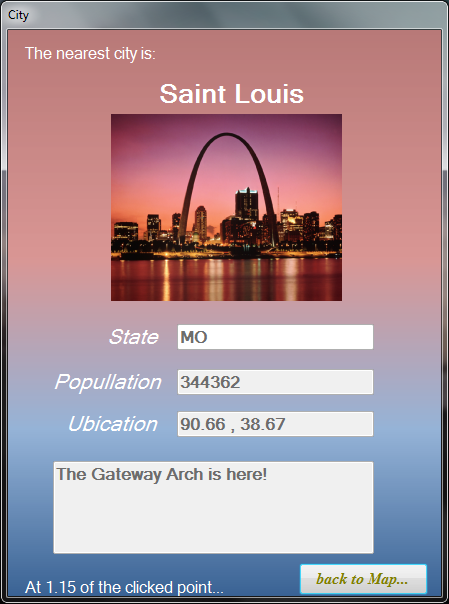 City
The nearest city is:
Saint Louis
State MO
Popullation 344362
Ubication 90.66 , 38.67
The Gateway Arch is here!
back to Map...
At 1.15 of the clicked point...